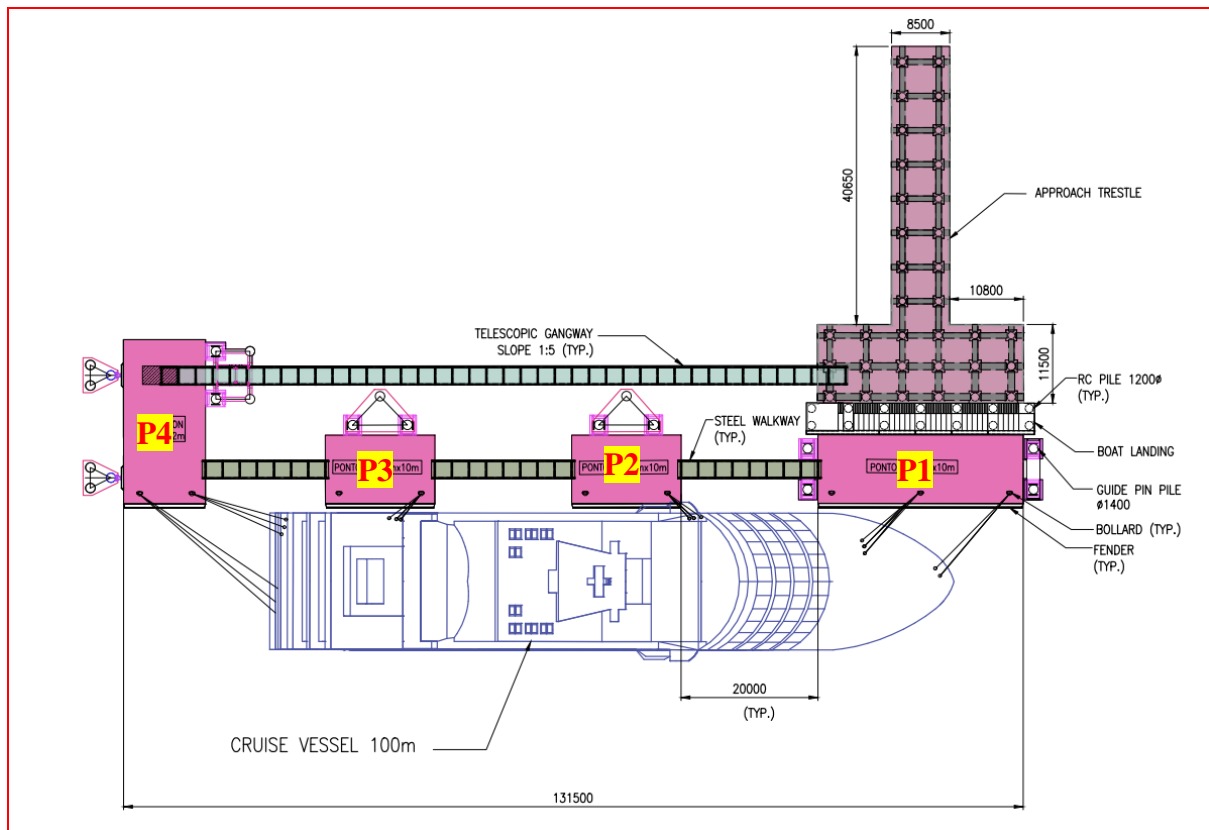 8500
40650
APPROACH TRESTLE
10800
TELESCOPIC GANGWAY
SLOPE 1:5 (TYP.)
11500
RC PILE 1200ø
(TYP.)
STEEL WALKWAY
(TYP.)
BOAT LANDING
P4
P3
P2
P1
GUIDE PIN PILE
ø1400
BOLLARD (TYP.)
FENDER
(TYP.)
20000
(TYP.)
CRUISE VESSEL 100m
131500